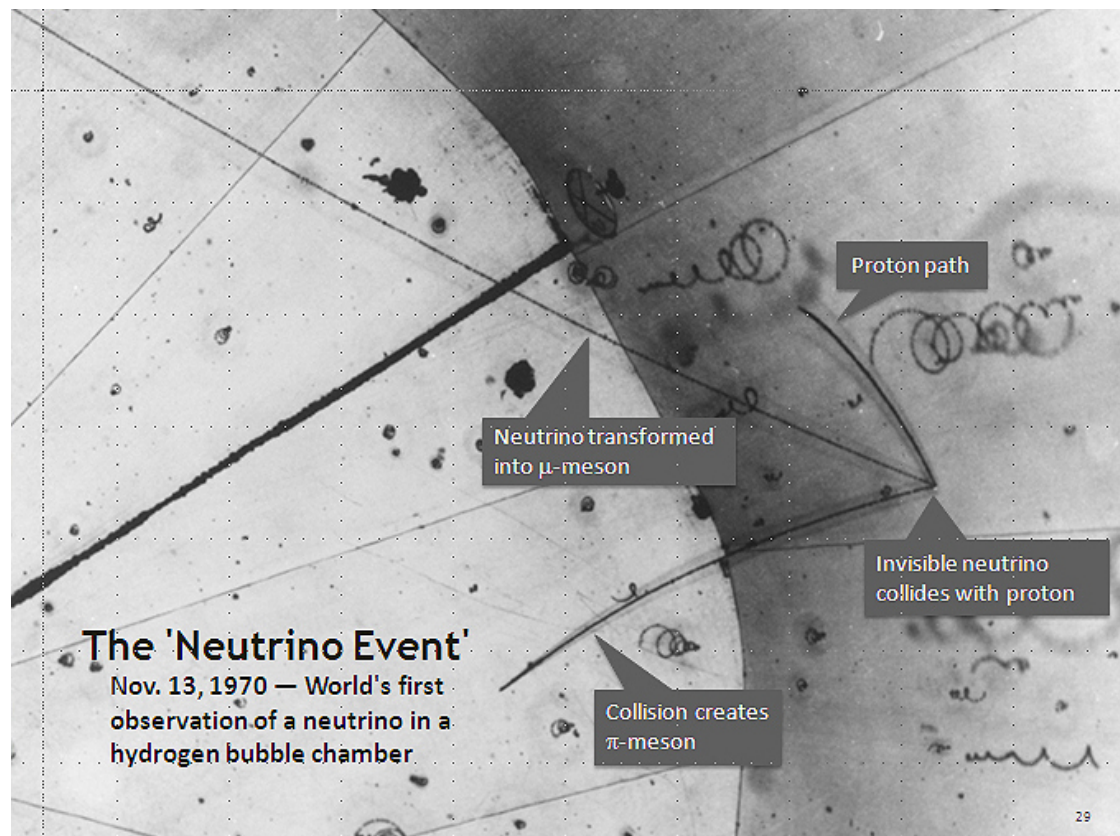 Proton path
Neutrino transformed
into μ-meson
Invisible neutrino
collides with proton
The 'Neutrino Event'
Nov. 13, 1970 — World's first
observation of a neutrino in a
hydrogen bubble chamber
Collision creates
π-meson
29